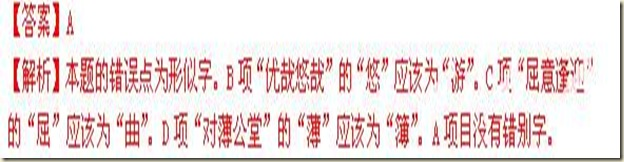 【答案】A
【解析】本题的错误点为形似字。B项“优哉悠哉”的“悠”应该为“游”。C项“屈意逢迎”
的“屈”应该为“曲”。D项“对薄公堂”的“薄”应该为“簿”。A项目没有错别字。